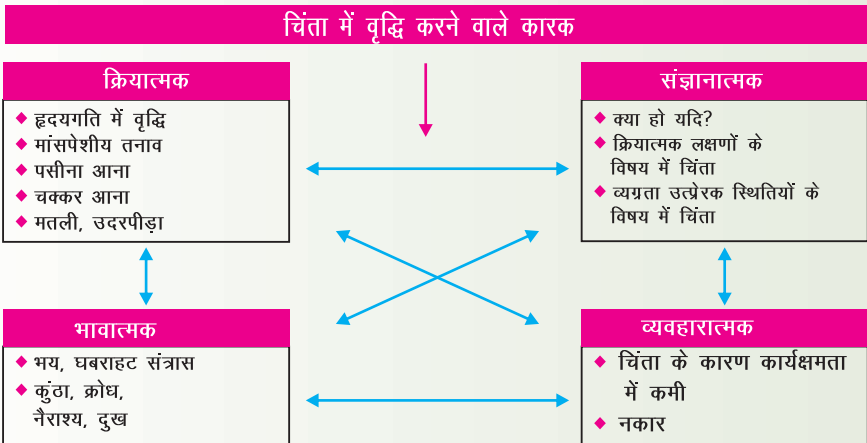 चिंता में वृद्धि करने वाले कारक
क्रियात्मक
हृदयगति में वृद्धि
मांसपेशीय तनाव
पसीना आना
चक्कर आना
मतली, उदरपीड़ा
संज्ञानात्मक
क्या हो यदि?
क्रियात्मक लक्षणों के
विषय में चिंता
व्यग्रता उत्प्रेरक स्थितियों के
विषय में चिंता
भावात्मक
भय, घबराहट संत्रास
कुंठा, क्रोध,
नैराश्य, दुख
व्यवहारात्मक
चिंता के कारण कार्यक्षमता
में कमी
नकार